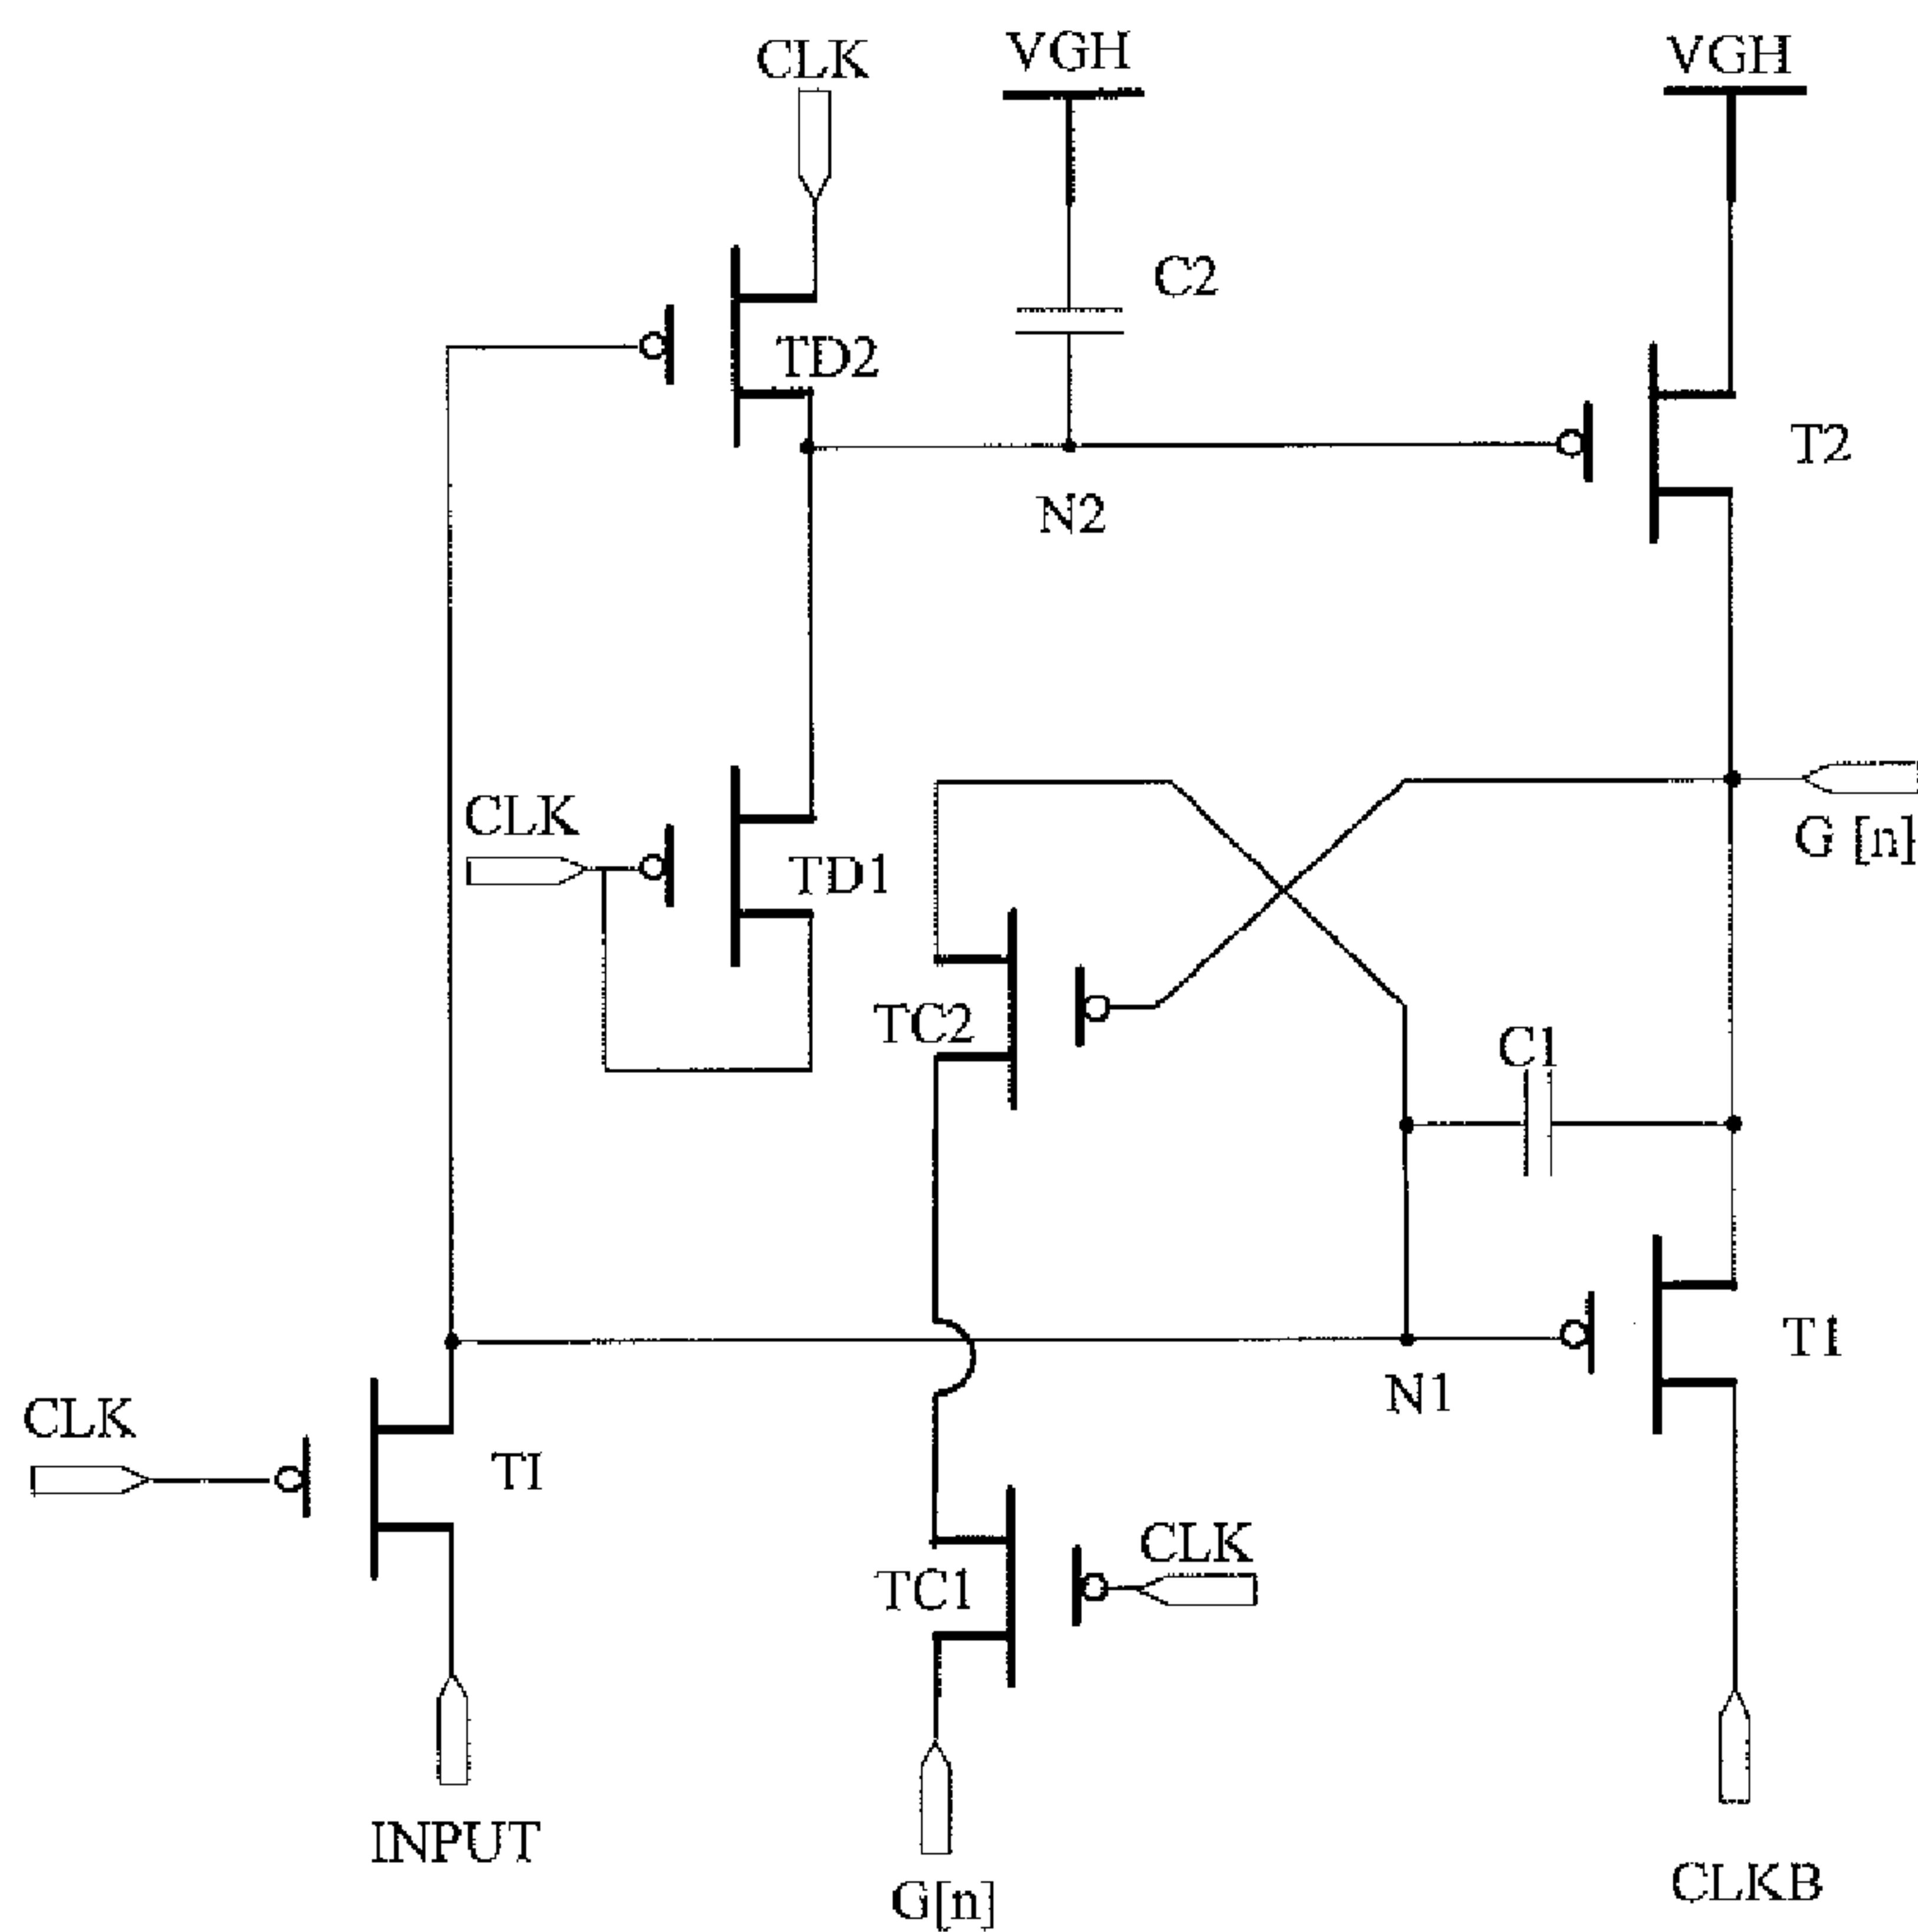 CLK
VGH
VGH
C2
TD2
T2
N2
CLK
TD1
G [n]
TC2
C1
T1
N1
CLK
TI
CLK
TC1
INPUT
G[n]
CLKB